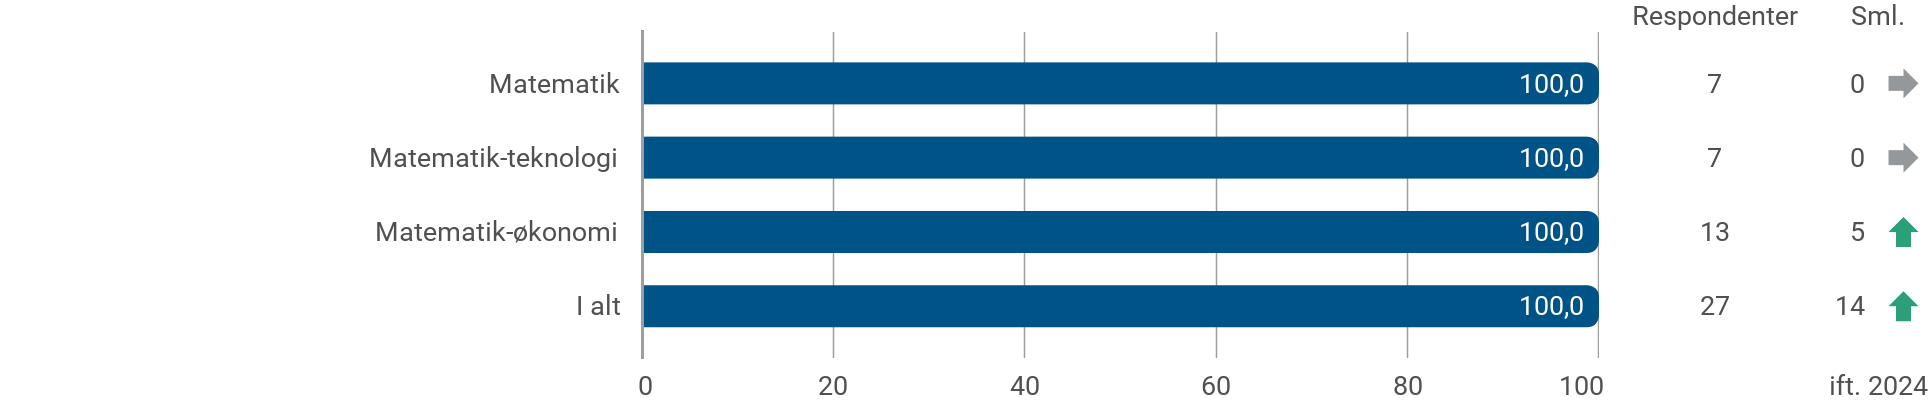 Respondenter Sml.
Matematik 100,0 7 0
Matematik-teknologi 100,0 7 0
Matematik-økonomi 100,0 13 5
I alt 100,0 27 14
0 20 40 60 80 100 ift. 2024